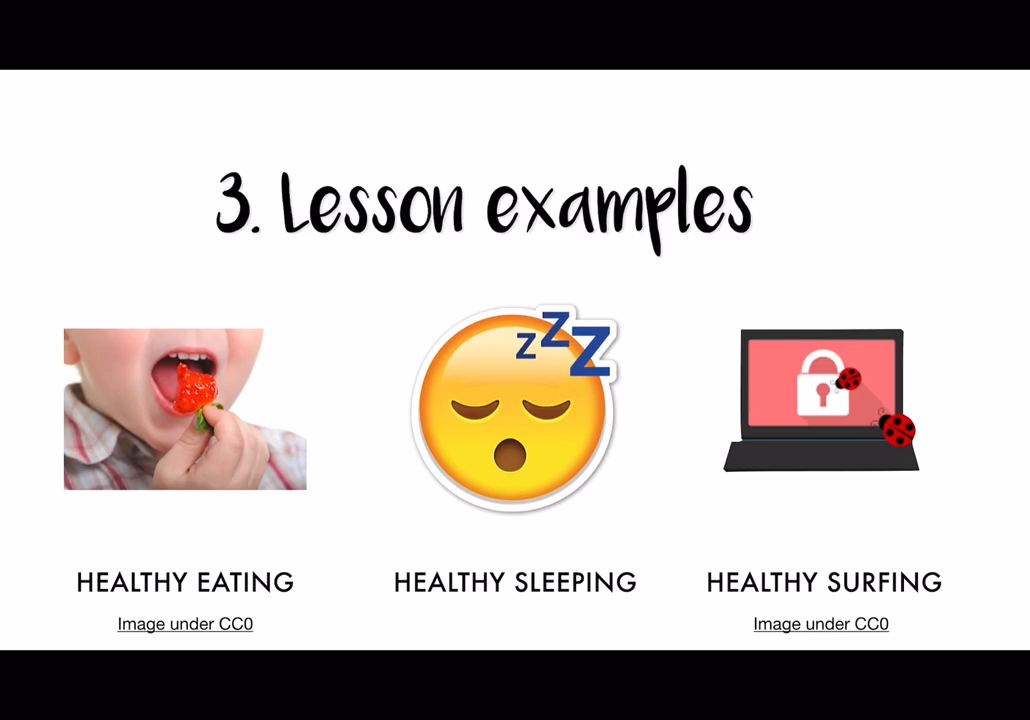 3. Lesson examples
z z Z
HEALTHY EATING
HEALTHY SLEEPING
HEALTHY SURFING
Image under CC0
Image under CC0